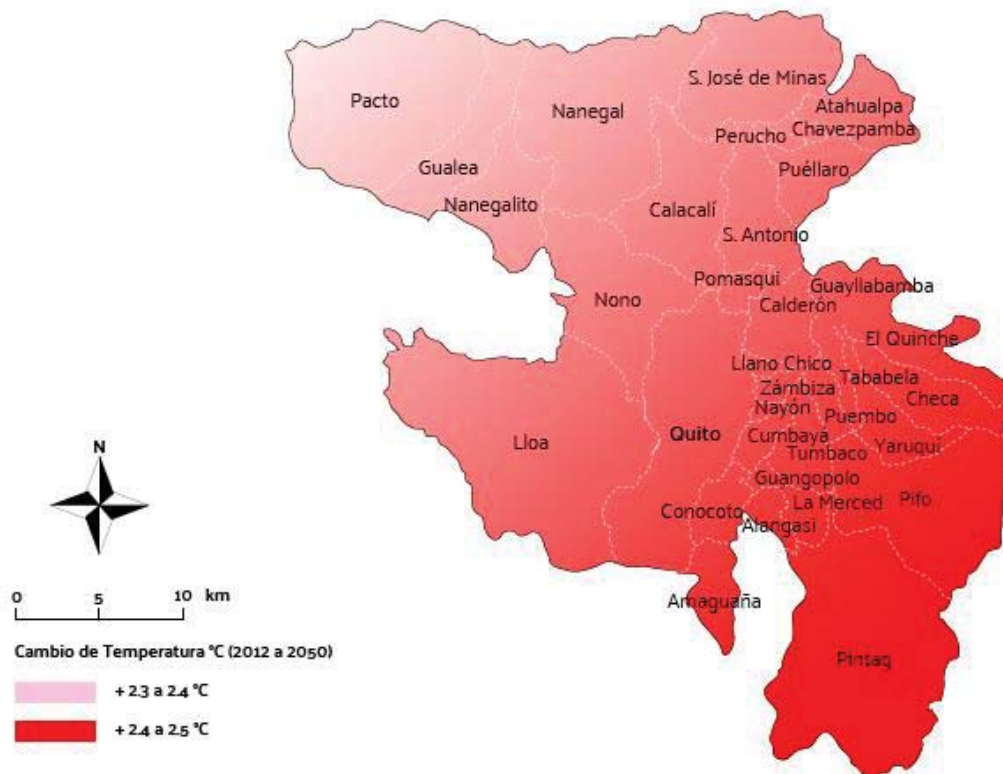 S. José de Minas
Pacto
Nanegal
Atahualpa
Chavezpamba
Perucho
Gualea
Puéllaro
Nanegalito
Calacalí
S. Antonio
Pomasqui
Guayllabamba
Nono
Calderón
El Quinche
Llano Chico
Tababela
Zámbiza
Checa
Nayón
Puembo
Lloa
Quito
Cumbayá
Yaruquí
Tumbaco
Guangopolo
La Merced
Pifo
Conocoto
Alangasí
Amaguaña
Pintag
N
0 5 10 km
Cambio de Temperatura °C (2012 a 2050)
+ 2.3 a 2.4 °C
+ 2.4 a 2.5 °C